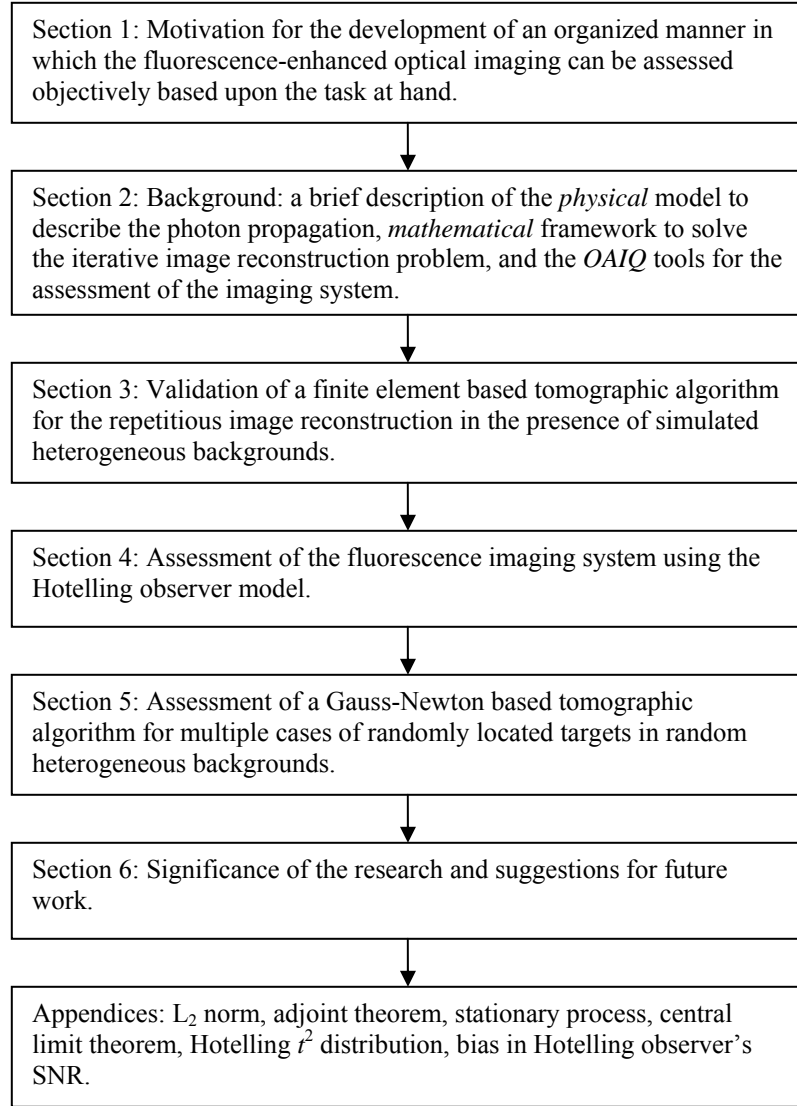 Section 1: Motivation for the development of an organized manner in
which the fluorescence-enhanced optical imaging can be assessed
objectively based upon the task at hand.
Section 2: Background: a brief description of the physical model to
describe the photon propagation, mathematical framework to solve
the iterative image reconstruction problem, and the OAIQ tools for the
assessment of the imaging system.
Section 3: Validation of a finite element based tomographic algorithm
for the repetitious image reconstruction in the presence of simulated
heterogeneous backgrounds.
Section 4: Assessment of the fluorescence imaging system using the
Hotelling observer model.
Section 5: Assessment of a Gauss-Newton based tomographic
algorithm for multiple cases of randomly located targets in random
heterogeneous backgrounds.
Section 6: Significance of the research and suggestions for future
work.
Appendices: L₂ norm, adjoint theorem, stationary process, central
limit theorem, Hotelling t² distribution, bias in Hotelling observer's
SNR.